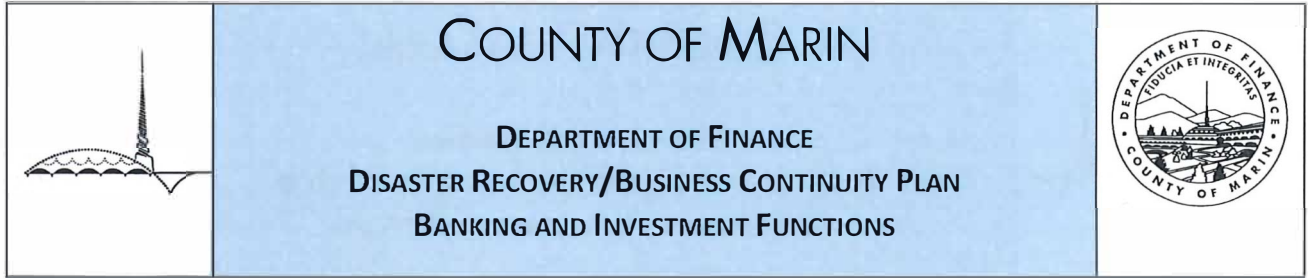 COUNTY OF MARIN
DEPARTMENT OF FINANCE
DISASTER RECOVERY/BUSINESS CONTINUITY PLAN
BANKING AND INVESTMENT FUNCTIONS
DEPARTMENT OF FINANCE
FIDUCIA ET INTEGRITAS
COUNTY OF MARIN